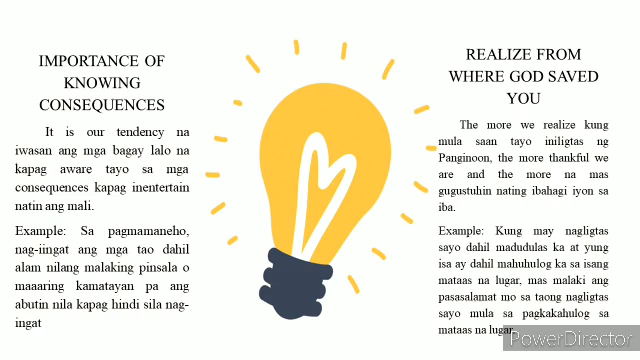 IMPORTANCE OF
KNOWING
CONSEQUENCES
It is our tendency na
iwasan ang mga bagay lalo na
kapag aware tayo sa mga
consequences kapag inentertain
natin ang mali.
Example: Sa pagmamaneho,
nag-iingat ang mga tao dahil
alam nilang malaking pinsala o
maaaring kamatayan pa ang
abutin nila kapag hindi sila nag-
ingat
REALIZE FROM
WHERE GOD SAVED
YOU
The more we realize kung
mula saan tayo iniligtas ng
Panginoon, the more thankful we
are and the more na mas
gugustuhin nating ibahagi iyon sa
iba.
Example: Kung may nagligtas
sayo dahil madudulas ka at yung
isa ay dahil mahuhulog ka sa isang
mataas na lugar, mas malaki ang
pasasalamat mo sa taong nagligtas
sayo mula sa pagkakahulog sa
mataas na lugar
PowerDirector